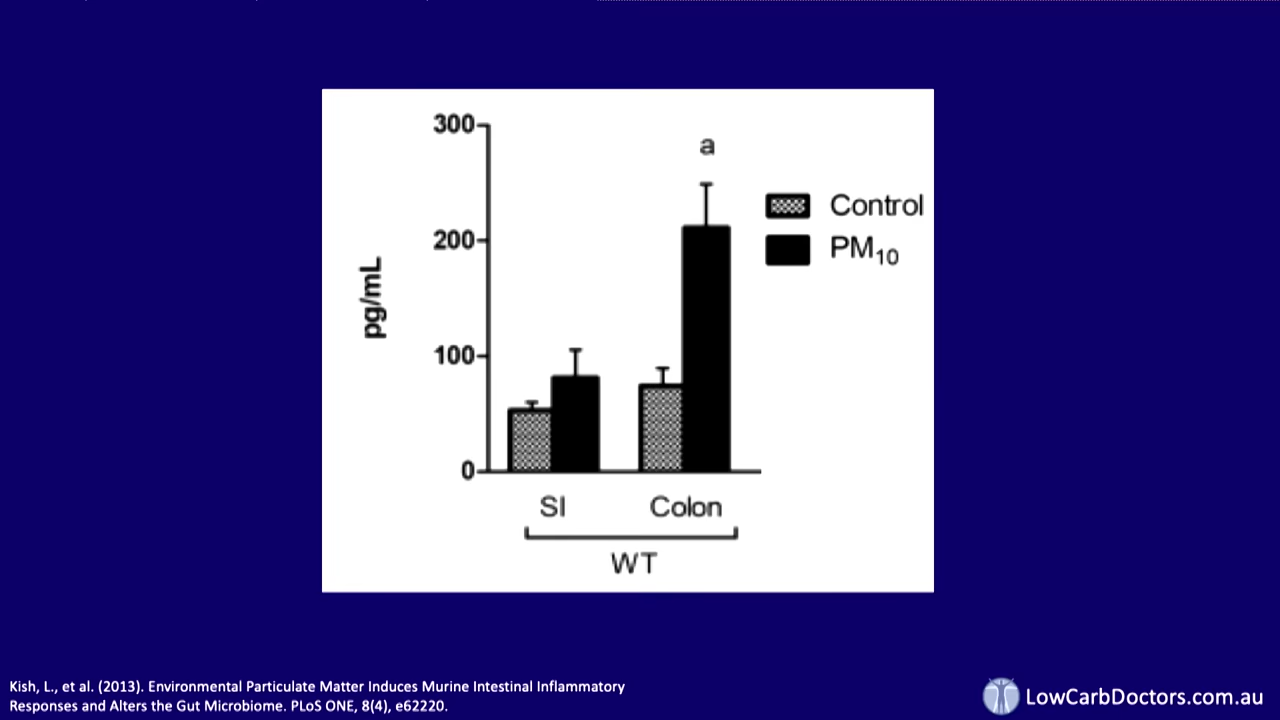 300
a
Control
200
PM10
pg/mL
100
0
SI Colon
WT
Kish, L., et al. (2013). Environmental Particulate Matter Induces Murine Intestinal Inflammatory
Responses and Alters the Gut Microbiome. PLoS ONE, 8(4), e62220.
LowCarbDoctors.com.au